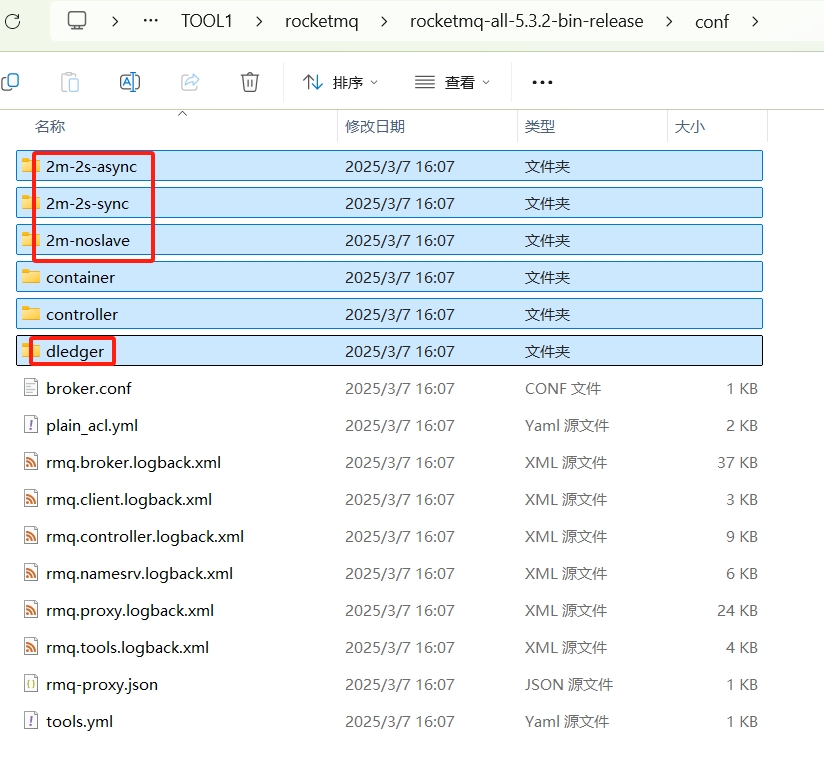 ··· TOOL1 > rocketmq > rocketmq-all-5.3.2-bin-release > conf >
排序 查看 ···
名称 修改日期 类型 大小
2m-2s-async 2025/3/7 16:07 文件夹
2m-2s-sync 2025/3/7 16:07 文件夹
2m-noslave 2025/3/7 16:07 文件夹
container 2025/3/7 16:07 文件夹
controller 2025/3/7 16:07 文件夹
dledger 2025/3/7 16:07 文件夹
broker.conf 2025/3/7 16:07 CONF 文件 1 KB
plain_acl.yml 2025/3/7 16:07 Yaml 源文件 2 KB
rmq.broker.logback.xml 2025/3/7 16:07 XML 源文件 37 KB
rmq.client.logback.xml 2025/3/7 16:07 XML 源文件 3 KB
rmq.controller.logback.xml 2025/3/7 16:07 XML 源文件 9 KB
rmq.namesrv.logback.xml 2025/3/7 16:07 XML 源文件 6 KB
rmq.proxy.logback.xml 2025/3/7 16:07 XML 源文件 24 KB
rmq.tools.logback.xml 2025/3/7 16:07 XML 源文件 4 KB
rmq-proxy.json 2025/3/7 16:07 JSON 源文件 1 KB
tools.yml 2025/3/7 16:07 Yaml 源文件 1 KB